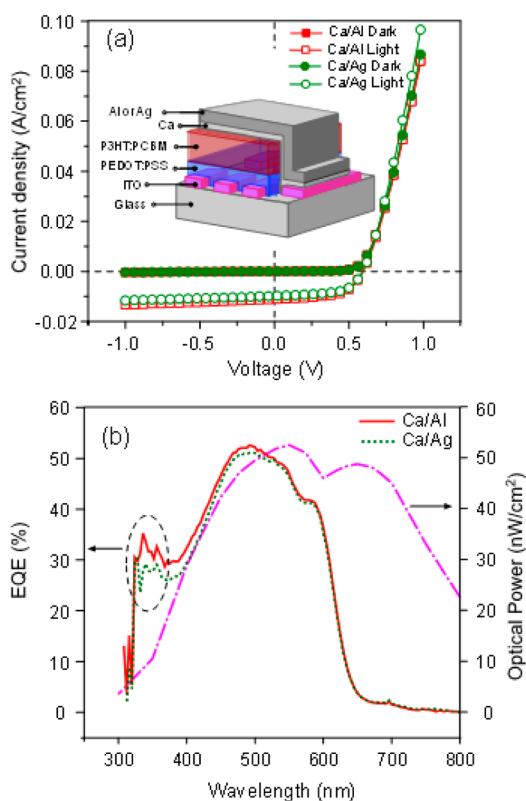 (a)
Ca/Al Dark
Ca/Al Light
Ca/Ag Dark
Ca/Ag Light
Al or Ag
Ca
P3HT:PCBM
PEDOT:PSS
ITO
Glass
Current density (A/cm²)
0.10
0.08
0.06
0.04
0.02
0.00
-0.02
-1.0 -0.5 0.0 0.5 1.0
Voltage (V)
(b)
Ca/Al
Ca/Ag
EQE (%)
60
50
40
30
20
10
0
Optical Power (nW/cm²)
60
50
40
30
20
10
0
300 400 500 600 700 800
Wavelength (nm)